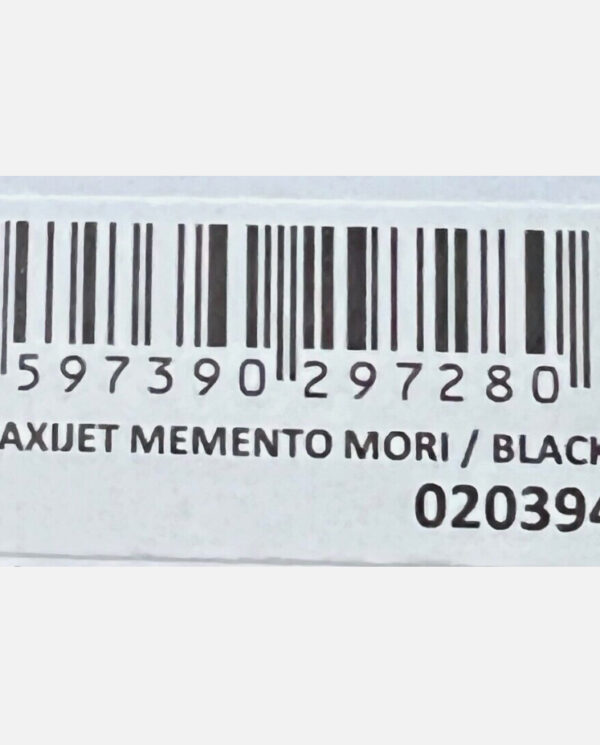 597390 297280
AXIJET MEMENTO MORI / BLACK
020394